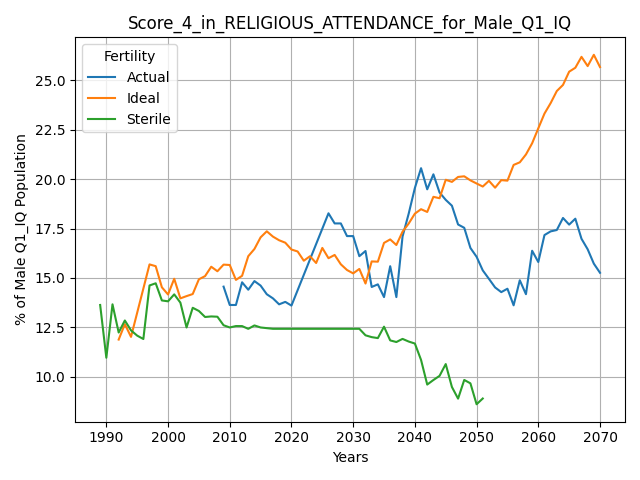 Score_4_in_RELIGIOUS_ATTENDANCE_for_Male_Q1_IQ
Fertility
Actual
Ideal
Sterile
% of Male Q1_IQ Population
25.0
22.5
20.0
17.5
15.0
12.5
10.0
1990 2000 2010 2020 2030 2040 2050 2060 2070
Years